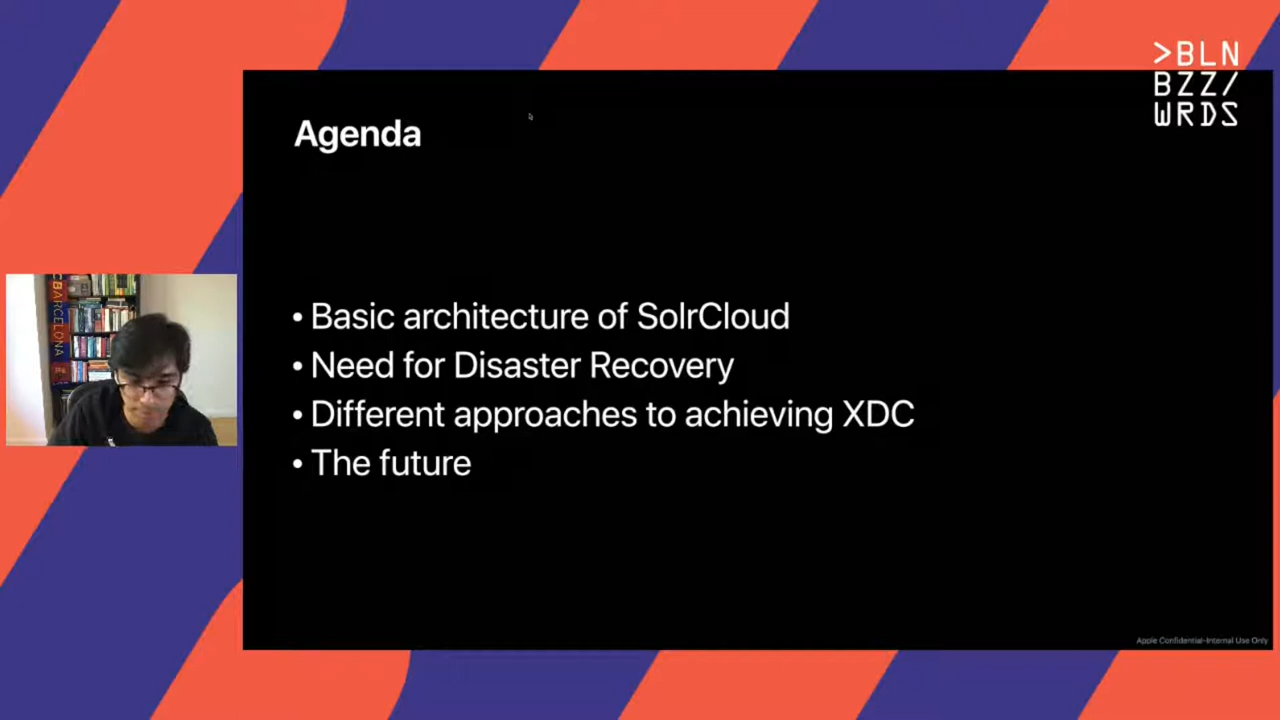 >BLN
BZZ/
WRDS
Agenda
• Basic architecture of SolrCloud
• Need for Disaster Recovery
• Different approaches to achieving XDC
• The future
CBARCELONA
Apple Confidential–Internal Use Only